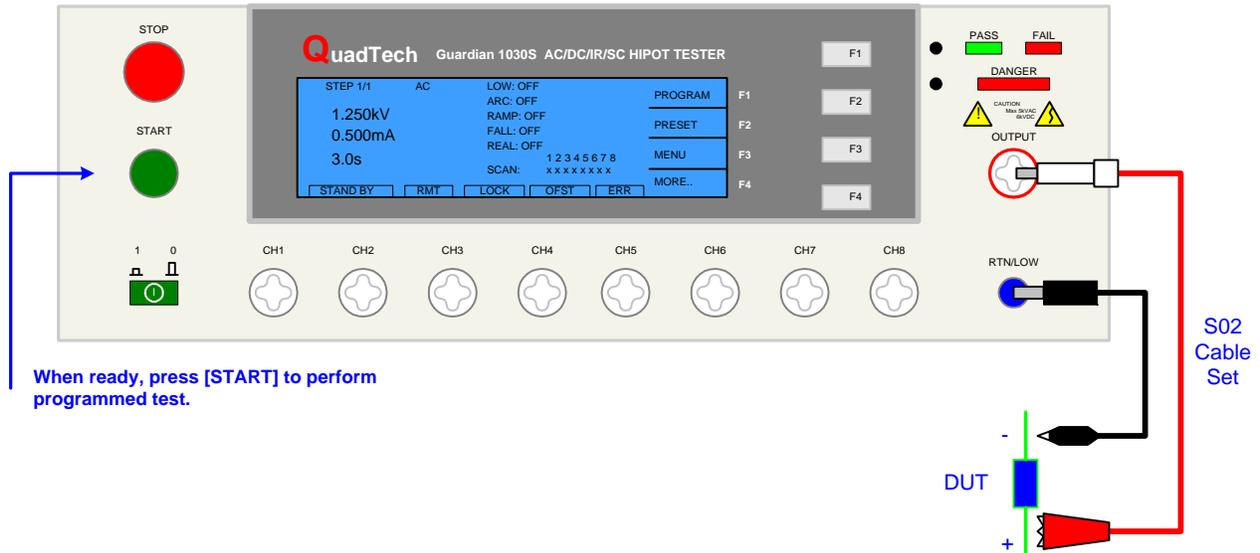 STOP
START
1 0
When ready, press [START] to perform
programmed test.
QuadTech Guardian 1030S AC/DC/IR/SC HIPOT TESTER
STEP 1/1 AC
1.250kV
0.500mA
3.0s
LOW: OFF
ARC: OFF
RAMP: OFF
FALL: OFF
REAL: OFF
1 2 3 4 5 6 7 8
SCAN: x x x x x x x x
STAND BY RMT LOCK OFST ERR
PROGRAM F1
PRESET F2
MENU F3
MORE.. F4
F1
F2
F3
F4
CH1 CH2 CH3 CH4 CH5 CH6 CH7 CH8
PASS FAIL
DANGER
CAUTION
Max 5kVAC
6kVDC
OUTPUT
RTN/LOW
S02
Cable
Set
-
DUT
+